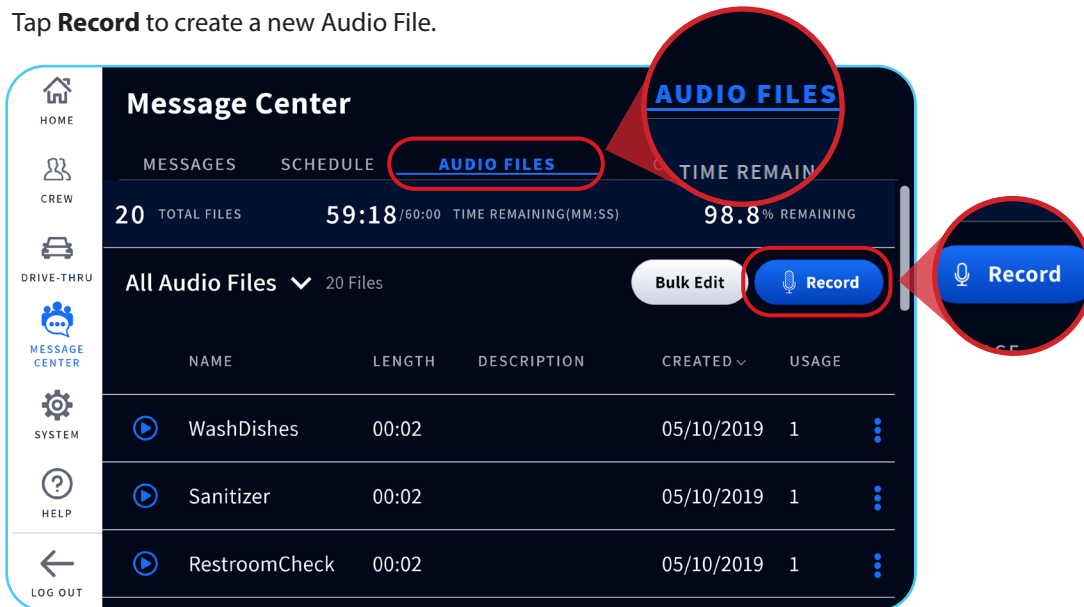 Tap Record to create a new Audio File.
HOME
CREW
DRIVE-THRU
MESSAGE
CENTER
SYSTEM
HELP
LOG OUT
Message Center
MESSAGES SCHEDULE AUDIO FILES
20 TOTAL FILES 59:18/60:00 TIME REMAINING(MM:SS) 98.8% REMAINING
All Audio Files 20 Files Bulk Edit Record
NAME LENGTH DESCRIPTION CREATED USAGE
WashDishes 00:02 05/10/2019 1
Sanitizer 00:02 05/10/2019 1
RestroomCheck 00:02 05/10/2019 1
AUDIO FILES
TIME REMAIN
Record